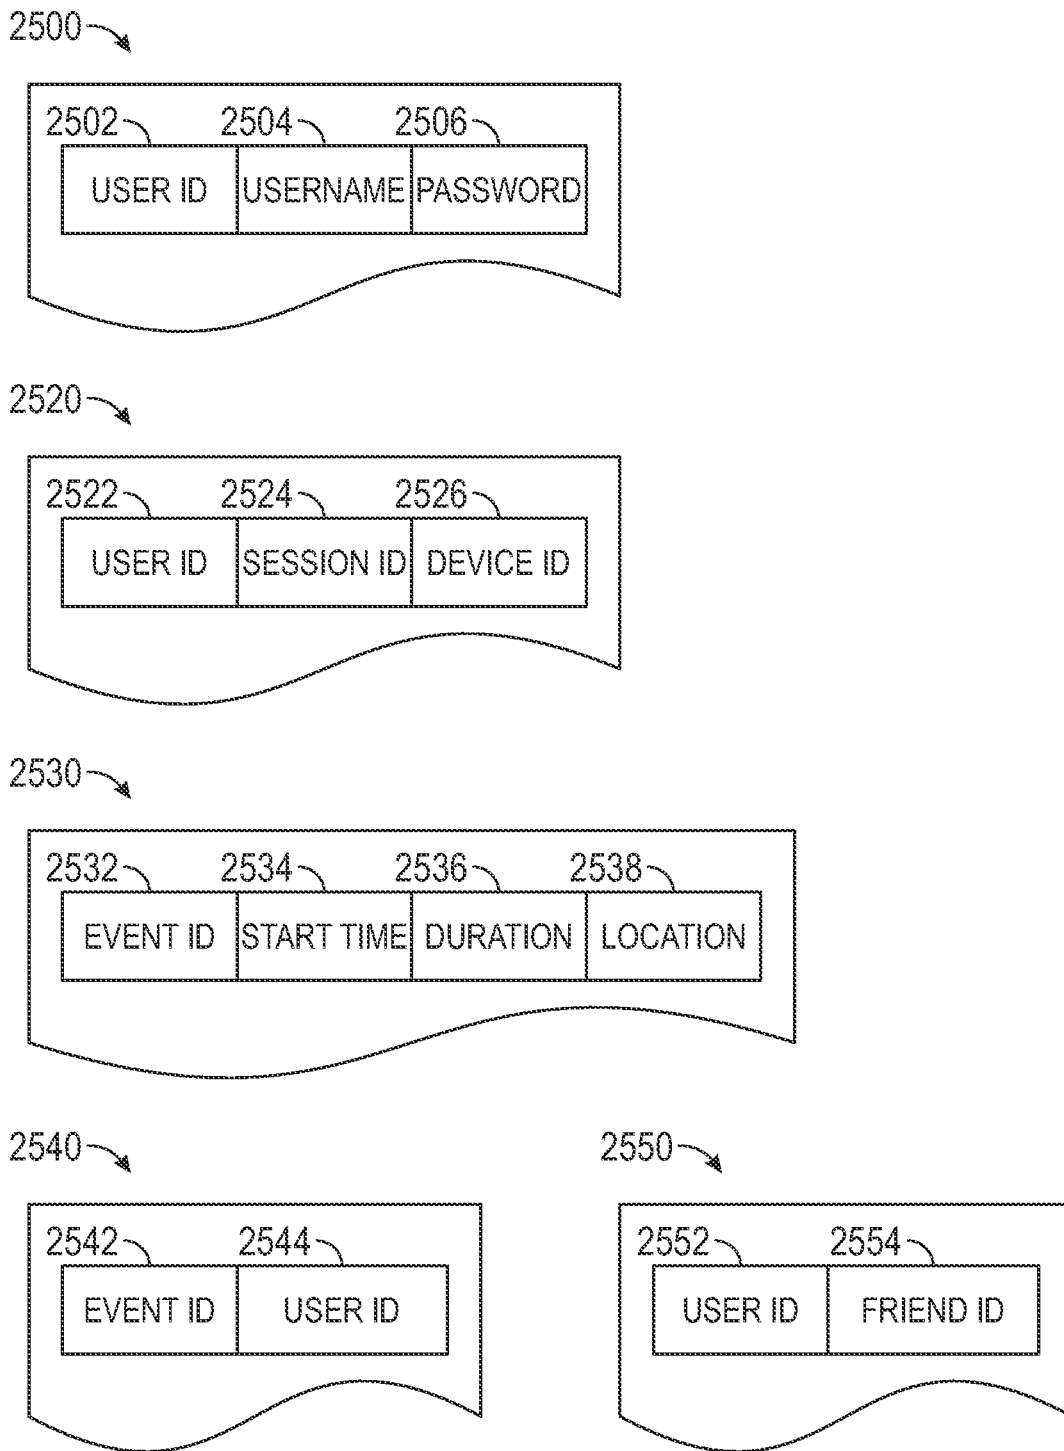 2500
2502 2504 2506
USER ID USERNAME PASSWORD
2520
2522 2524 2526
USER ID SESSION ID DEVICE ID
2530
2532 2534 2536 2538
EVENT ID START TIME DURATION LOCATION
2540 2550
2542 2544 2552 2554
EVENT ID USER ID USER ID FRIEND ID